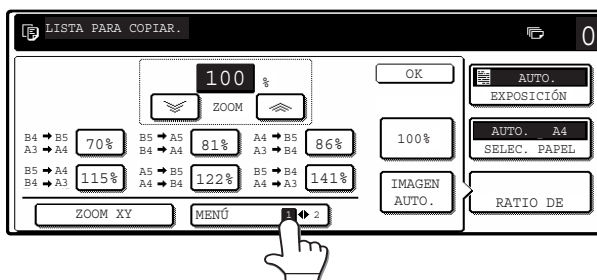 LISTA PARA COPIAR.
0
100 %
ZOOM
OK
AUTO.
EXPOSICIÓN
B4 → B5
A3 → A4
70%
B5 → A5
B4 → A4
81%
A4 → B5
A3 → B4
86%
100%
AUTO. A4
SELEC. PAPEL
B5 → A4
B4 → A3
115%
A5 → B5
A4 → B4
122%
B5 → B4
A4 → A3
141%
IMAGEN
AUTO.
RATIO DE
ZOOM XY
MENÚ
1 2